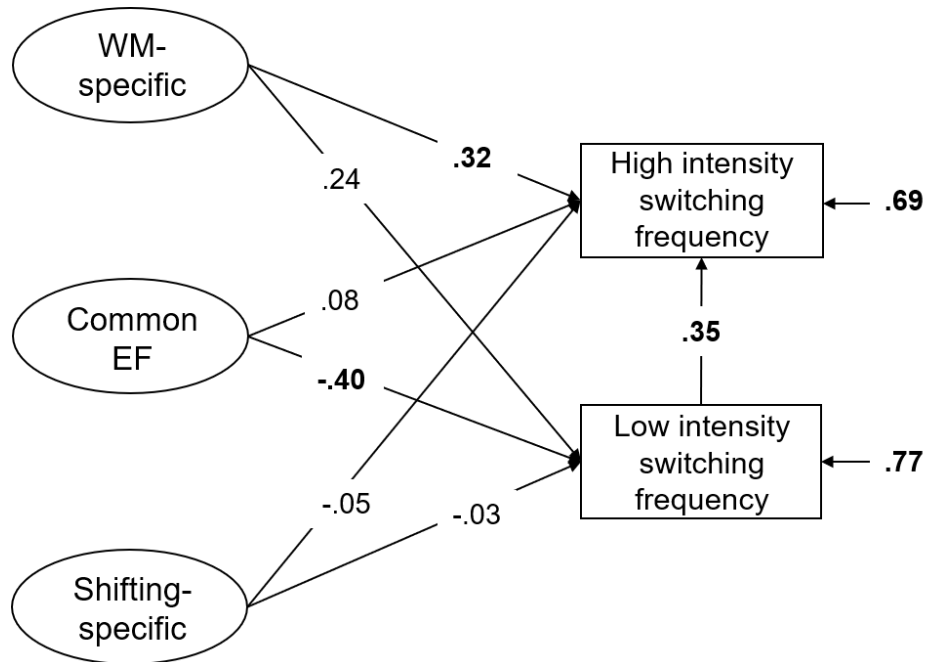 WM-
specific
.32
.24
High intensity
switching
frequency
.69
Common
EF
.08
-.40
.35
Low intensity
switching
frequency
.77
-.05
-.03
Shifting-
specific